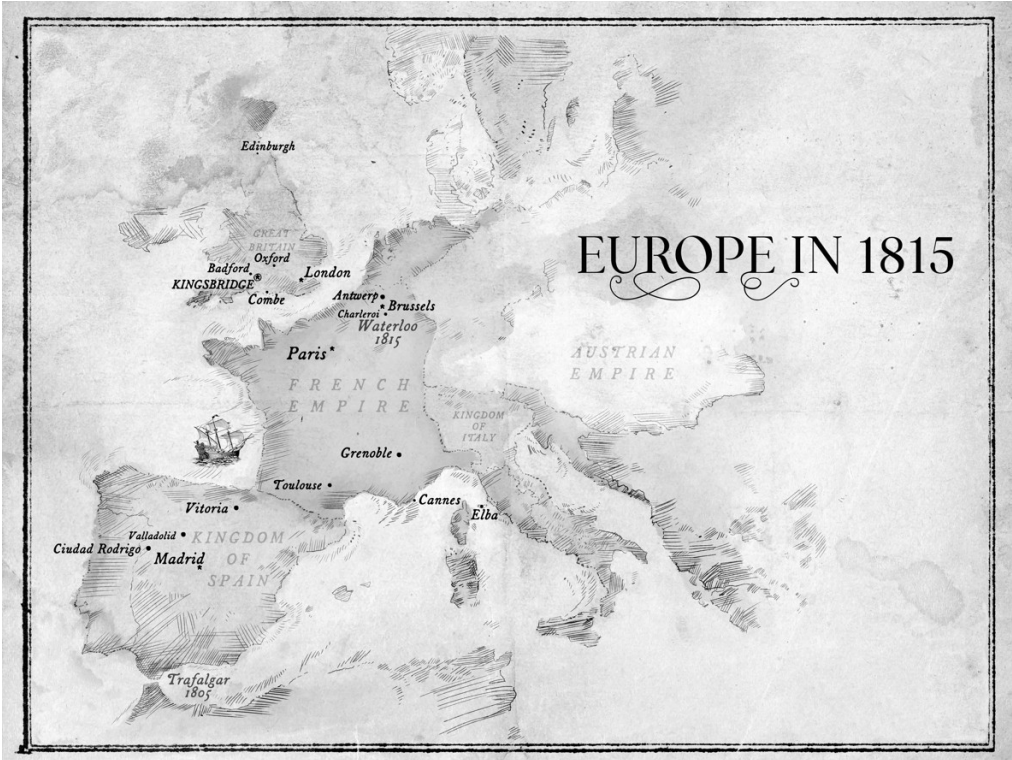 Edinburgh
EUROPE IN 1815
GREAT
BRITAIN
Oxford
Badford
KINGSBRIDGE
London
Combe
Antwerp
Brussels
Charleroi
Waterloo
1815
Paris
AUSTRIAN
EMPIRE
FRENCH
EMPIRE
KINGDOM
OF
ITALY
Grenoble
Toulouse
Cannes
Elba
Vitoria
Valladolid
KINGDOM
OF
SPAIN
Ciudad Rodrigo
Madrid
Trafalgar
1805